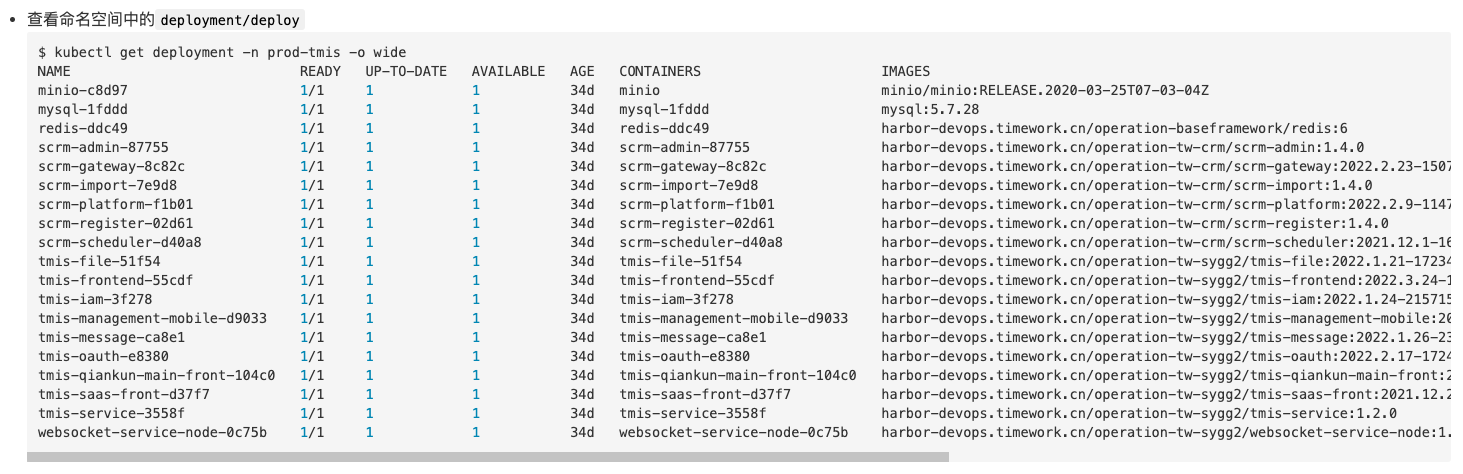 • 查看命名空间中的 deployment/deploy
$ kubectl get deployment -n prod-tmis -o wide
NAME READY UP-TO-DATE AVAILABLE AGE CONTAINERS IMAGES
minio-c8d97 1/1 1 1 34d minio minio/minio:RELEASE.2020-03-25T07-03-04Z
mysql-1fddd 1/1 1 1 34d mysql-1fddd mysql:5.7.28
redis-ddc49 1/1 1 1 34d redis-ddc49 harbor-devops.timework.cn/operation-baseframework/redis:6
scrm-admin-87755 1/1 1 1 34d scrm-admin-87755 harbor-devops.timework.cn/operation-tw-crm/scrm-admin:1.4.0
scrm-gateway-8c82c 1/1 1 1 34d scrm-gateway-8c82c harbor-devops.timework.cn/operation-tw-crm/scrm-gateway:2022.2.23-1507
scrm-import-7e9d8 1/1 1 1 34d scrm-import-7e9d8 harbor-devops.timework.cn/operation-tw-crm/scrm-import:1.4.0
scrm-platform-f1b01 1/1 1 1 34d scrm-platform-f1b01 harbor-devops.timework.cn/operation-tw-crm/scrm-platform:2022.2.9-1147
scrm-register-02d61 1/1 1 1 34d scrm-register-02d61 harbor-devops.timework.cn/operation-tw-crm/scrm-register:1.4.0
scrm-scheduler-d40a8 1/1 1 1 34d scrm-scheduler-d40a8 harbor-devops.timework.cn/operation-tw-crm/scrm-scheduler:2021.12.1-16
tmis-file-51f54 1/1 1 1 34d tmis-file-51f54 harbor-devops.timework.cn/operation-tw-sygg2/tmis-file:2022.1.21-17234
tmis-frontend-55cdf 1/1 1 1 34d tmis-frontend-55cdf harbor-devops.timework.cn/operation-tw-sygg2/tmis-frontend:2022.3.24-1
tmis-iam-3f278 1/1 1 1 34d tmis-iam-3f278 harbor-devops.timework.cn/operation-tw-sygg2/tmis-iam:2022.1.24-215715
tmis-management-mobile-d9033 1/1 1 1 34d tmis-management-mobile-d9033 harbor-devops.timework.cn/operation-tw-sygg2/tmis-management-mobile:20
tmis-message-ca8e1 1/1 1 1 34d tmis-message-ca8e1 harbor-devops.timework.cn/operation-tw-sygg2/tmis-message:2022.1.26-23
tmis-oauth-e8380 1/1 1 1 34d tmis-oauth-e8380 harbor-devops.timework.cn/operation-tw-sygg2/tmis-oauth:2022.2.17-1724
tmis-qiankun-main-front-104c0 1/1 1 1 34d tmis-qiankun-main-front-104c0 harbor-devops.timework.cn/operation-tw-sygg2/tmis-qiankun-main-front:2
tmis-saas-front-d37f7 1/1 1 1 34d tmis-saas-front-d37f7 harbor-devops.timework.cn/operation-tw-sygg2/tmis-saas-front:2021.12.2
tmis-service-3558f 1/1 1 1 34d tmis-service-3558f harbor-devops.timework.cn/operation-tw-sygg2/tmis-service:1.2.0
websocket-service-node-0c75b 1/1 1 1 34d websocket-service-node-0c75b harbor-devops.timework.cn/operation-tw-sygg2/websocket-service-node:1.